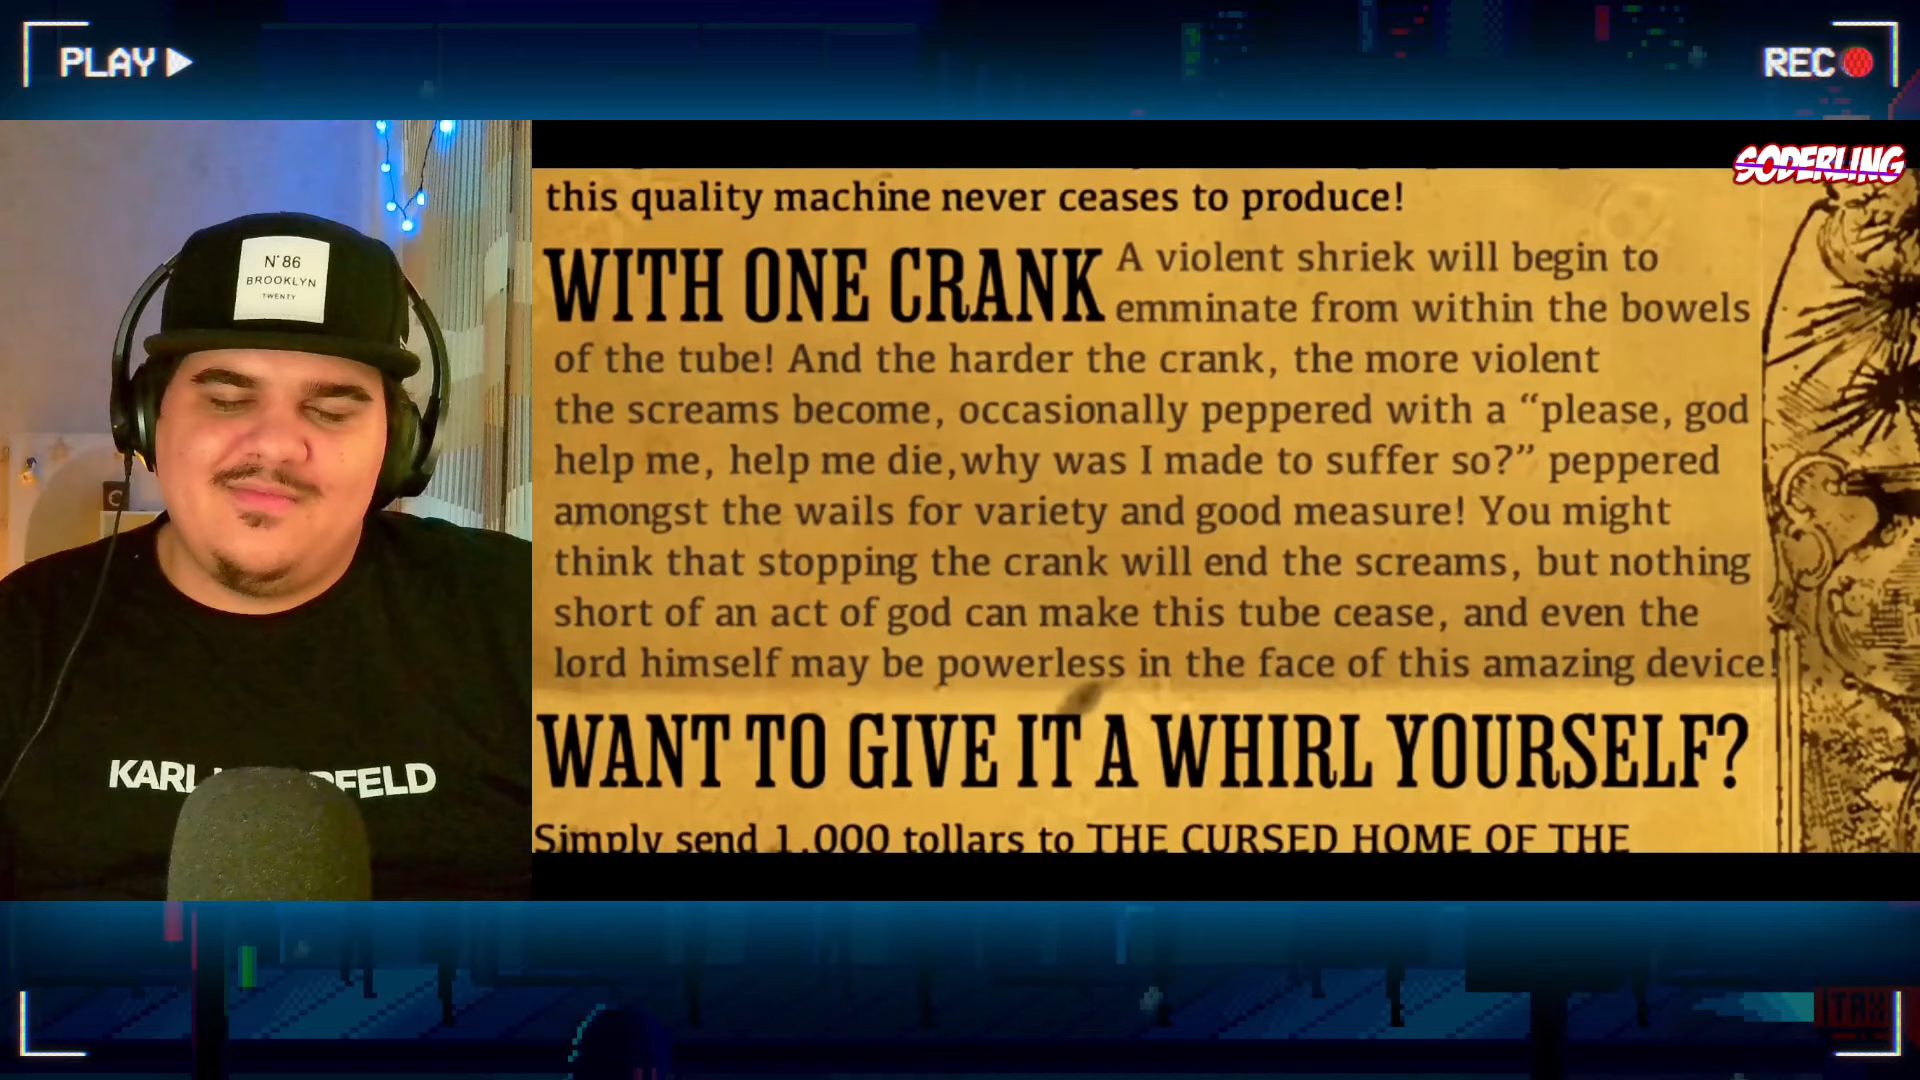 PLAY
REC
SODERLING
N°86
BROOKLYN
TWENTY
KARL
FELD
this quality machine never ceases to produce!
WITH ONE CRANK A violent shriek will begin to
emminate from within the bowels
of the tube! And the harder the crank, the more violent
the screams become, occasionally peppered with a “please, god
help me, help me die,why was I made to suffer so?” peppered
amongst the wails for variety and good measure! You might
think that stopping the crank will end the screams, but nothing
short of an act of god can make this tube cease, and even the
lord himself may be powerless in the face of this amazing device!
WANT TO GIVE IT A WHIRL YOURSELF?
Simply send 1,000 tollars to THE CURSED HOME OF THE